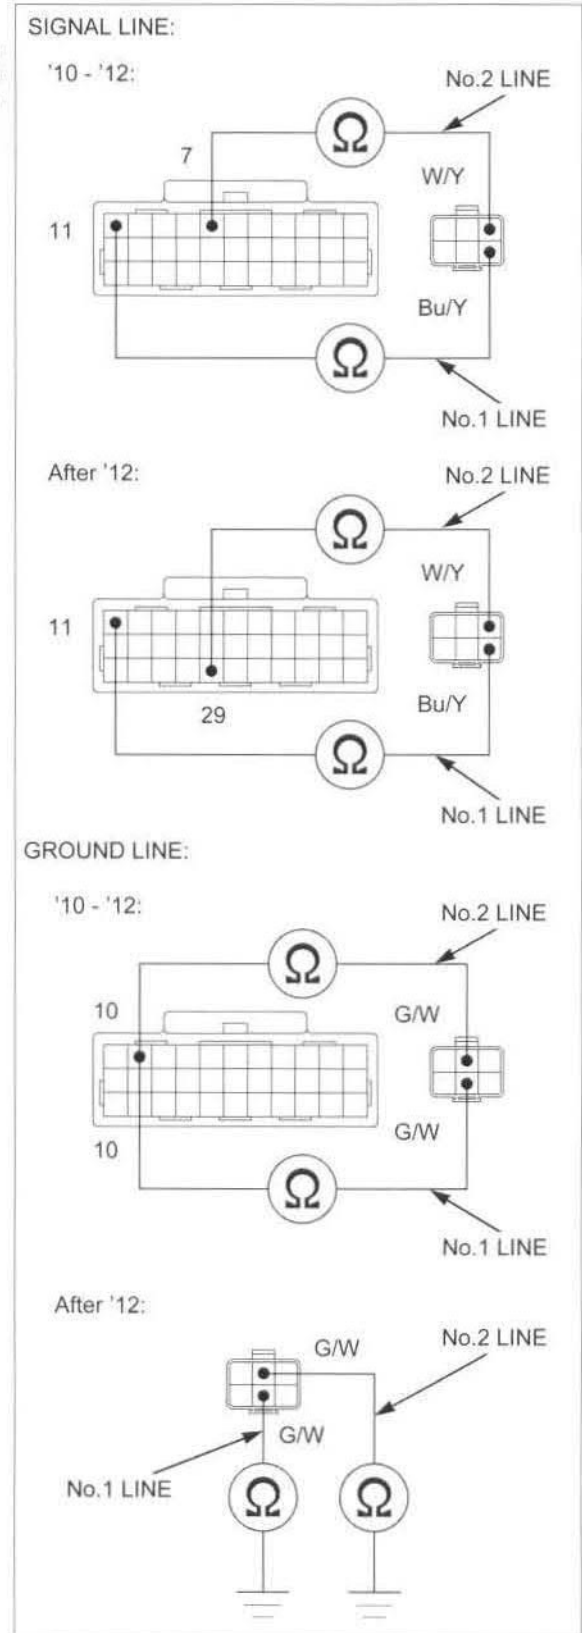 SIGNAL LINE:
'10 - '12:
No.2 LINE
Ω
7
W/Y
11
Bu/Y
Ω
No.1 LINE
After '12:
No.2 LINE
Ω
W/Y
11
29
Bu/Y
Ω
No.1 LINE
GROUND LINE:
'10 - '12:
No.2 LINE
Ω
10
G/W
10
G/W
Ω
No.1 LINE
After '12:
G/W
No.2 LINE
G/W
No.1 LINE
Ω Ω